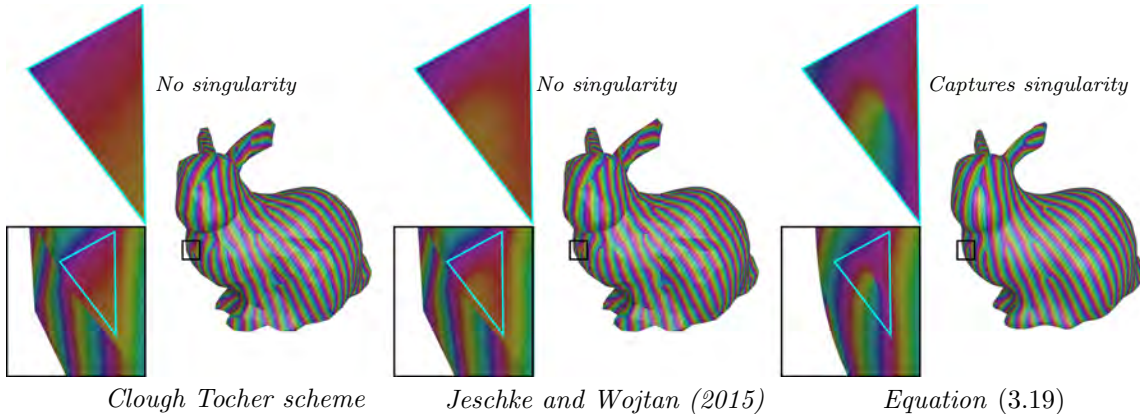 No singularity
No singularity
Captures singularity
Clough Tocher scheme
Jeschke and Wojtan (2015)
Equation (3.19)